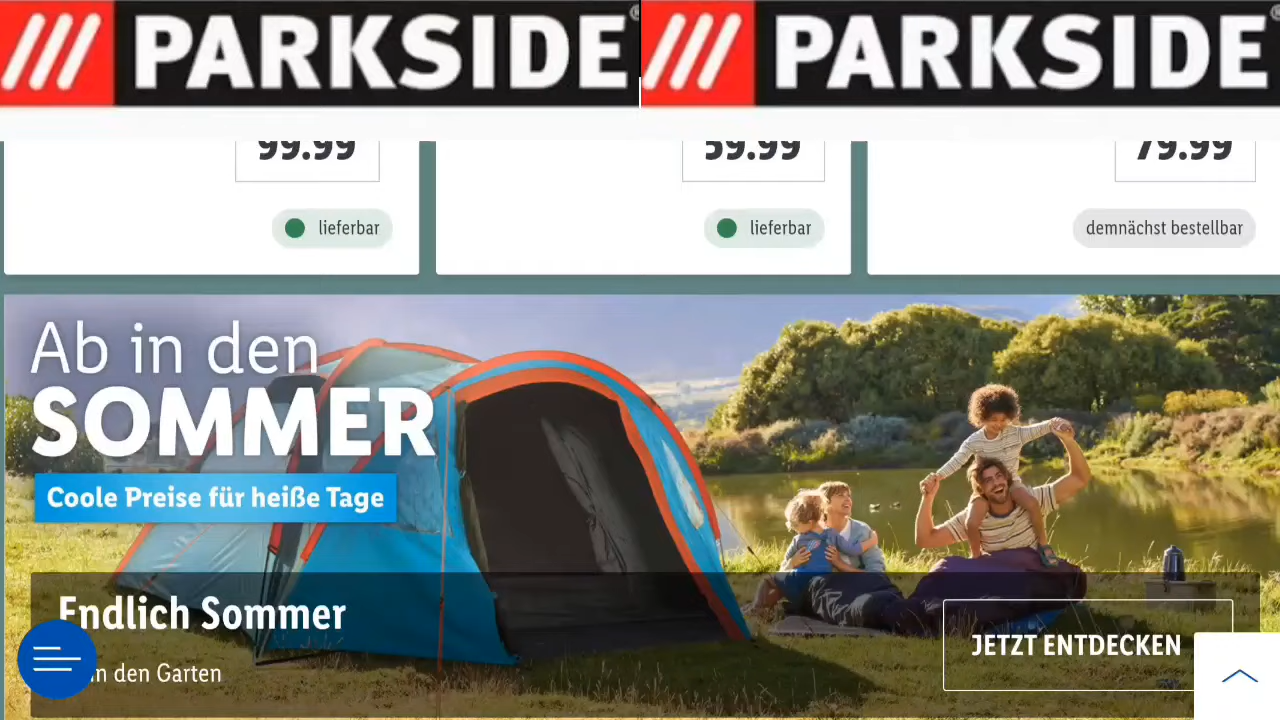 PARKSIDE PARKSIDE
99.99 59.99 79.99
lieferbar lieferbar demnächst bestellbar
Ab in den
SOMMER
Coole Preise für heiße Tage
Endlich Sommer
in den Garten
JETZT ENTDECKEN